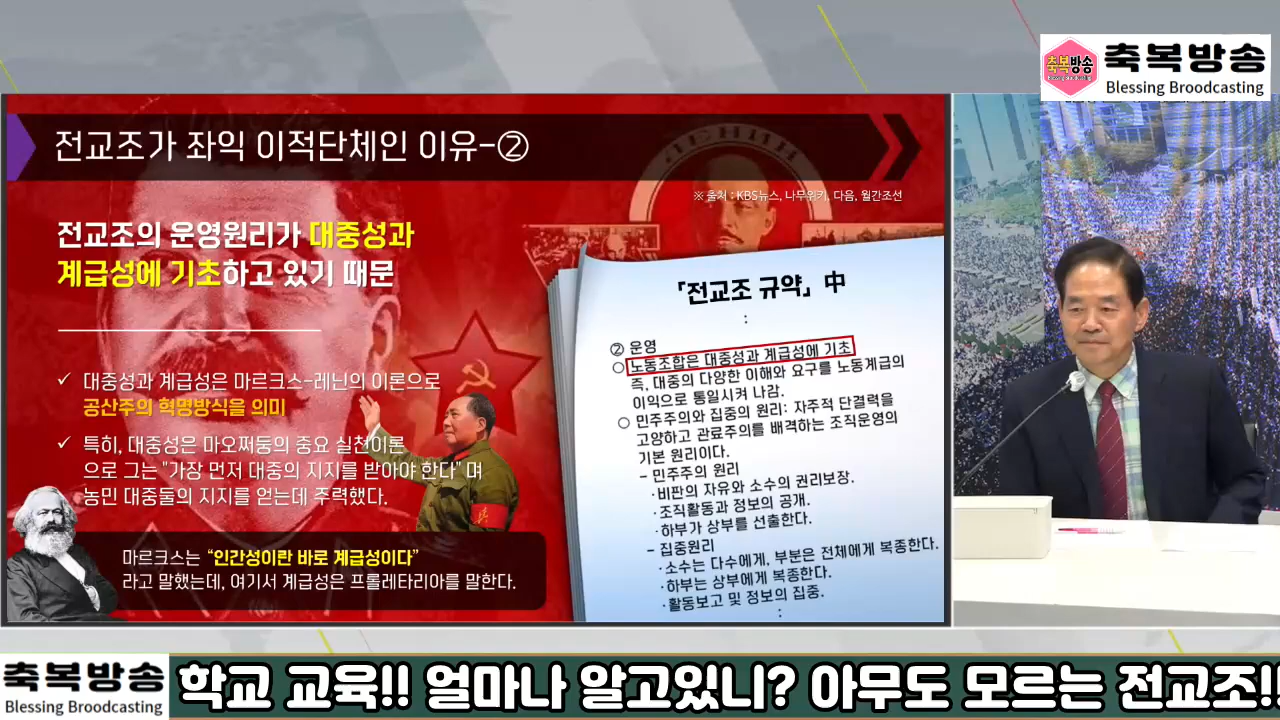 축복방송
축복방송
Blessing Broodcasting
전교조가 좌익 이적단체인 이유-②
※ 출처 : KBS뉴스, 나무위키, 다음, 월간조선
전교조의 운영원리가 대중성과
계급성에 기초하고 있기 때문
✓ 대중성과 계급성은 마르크스-레닌의 이론으로
공산주의 혁명방식을 의미
✓ 특히, 대중성은 마오쩌둥의 중요 실천이론
으로 그는 "가장 먼저 대중의 지지를 받아야 한다" 며
농민 대중둘의 지지를 얻는데 주력했다.
마르크스는 “인간성이란 바로 계급성이다”
라고 말했는데, 여기서 계급성은 프롤레타리아를 말한다.
「전교조 규약」 中
:
② 운영
○ 노동조합은 대중성과 계급성에 기초
즉, 대중의 다양한 이해와 요구를 노동계급의
이익으로 통일시켜 나감.
○ 민주주의와 집중의 원리: 자주적 단결력을
고양하고 관료주의를 배격하는 조직운영의
기본 원리이다.
- 민주주의 원리
·비판의 자유와 소수의 권리보장.
·조직활동과 정보의 공개.
·하부가 상부를 선출한다.
- 집중원리
·소수는 다수에게, 부분은 전체에게 복종한다.
·하부는 상부에게 복종한다.
·활동보고 및 정보의 집중.
:
축복방송
Blessing Broodcasting
학교 교육!! 얼마나 알고있니? 아무도 모르는 전교조!!